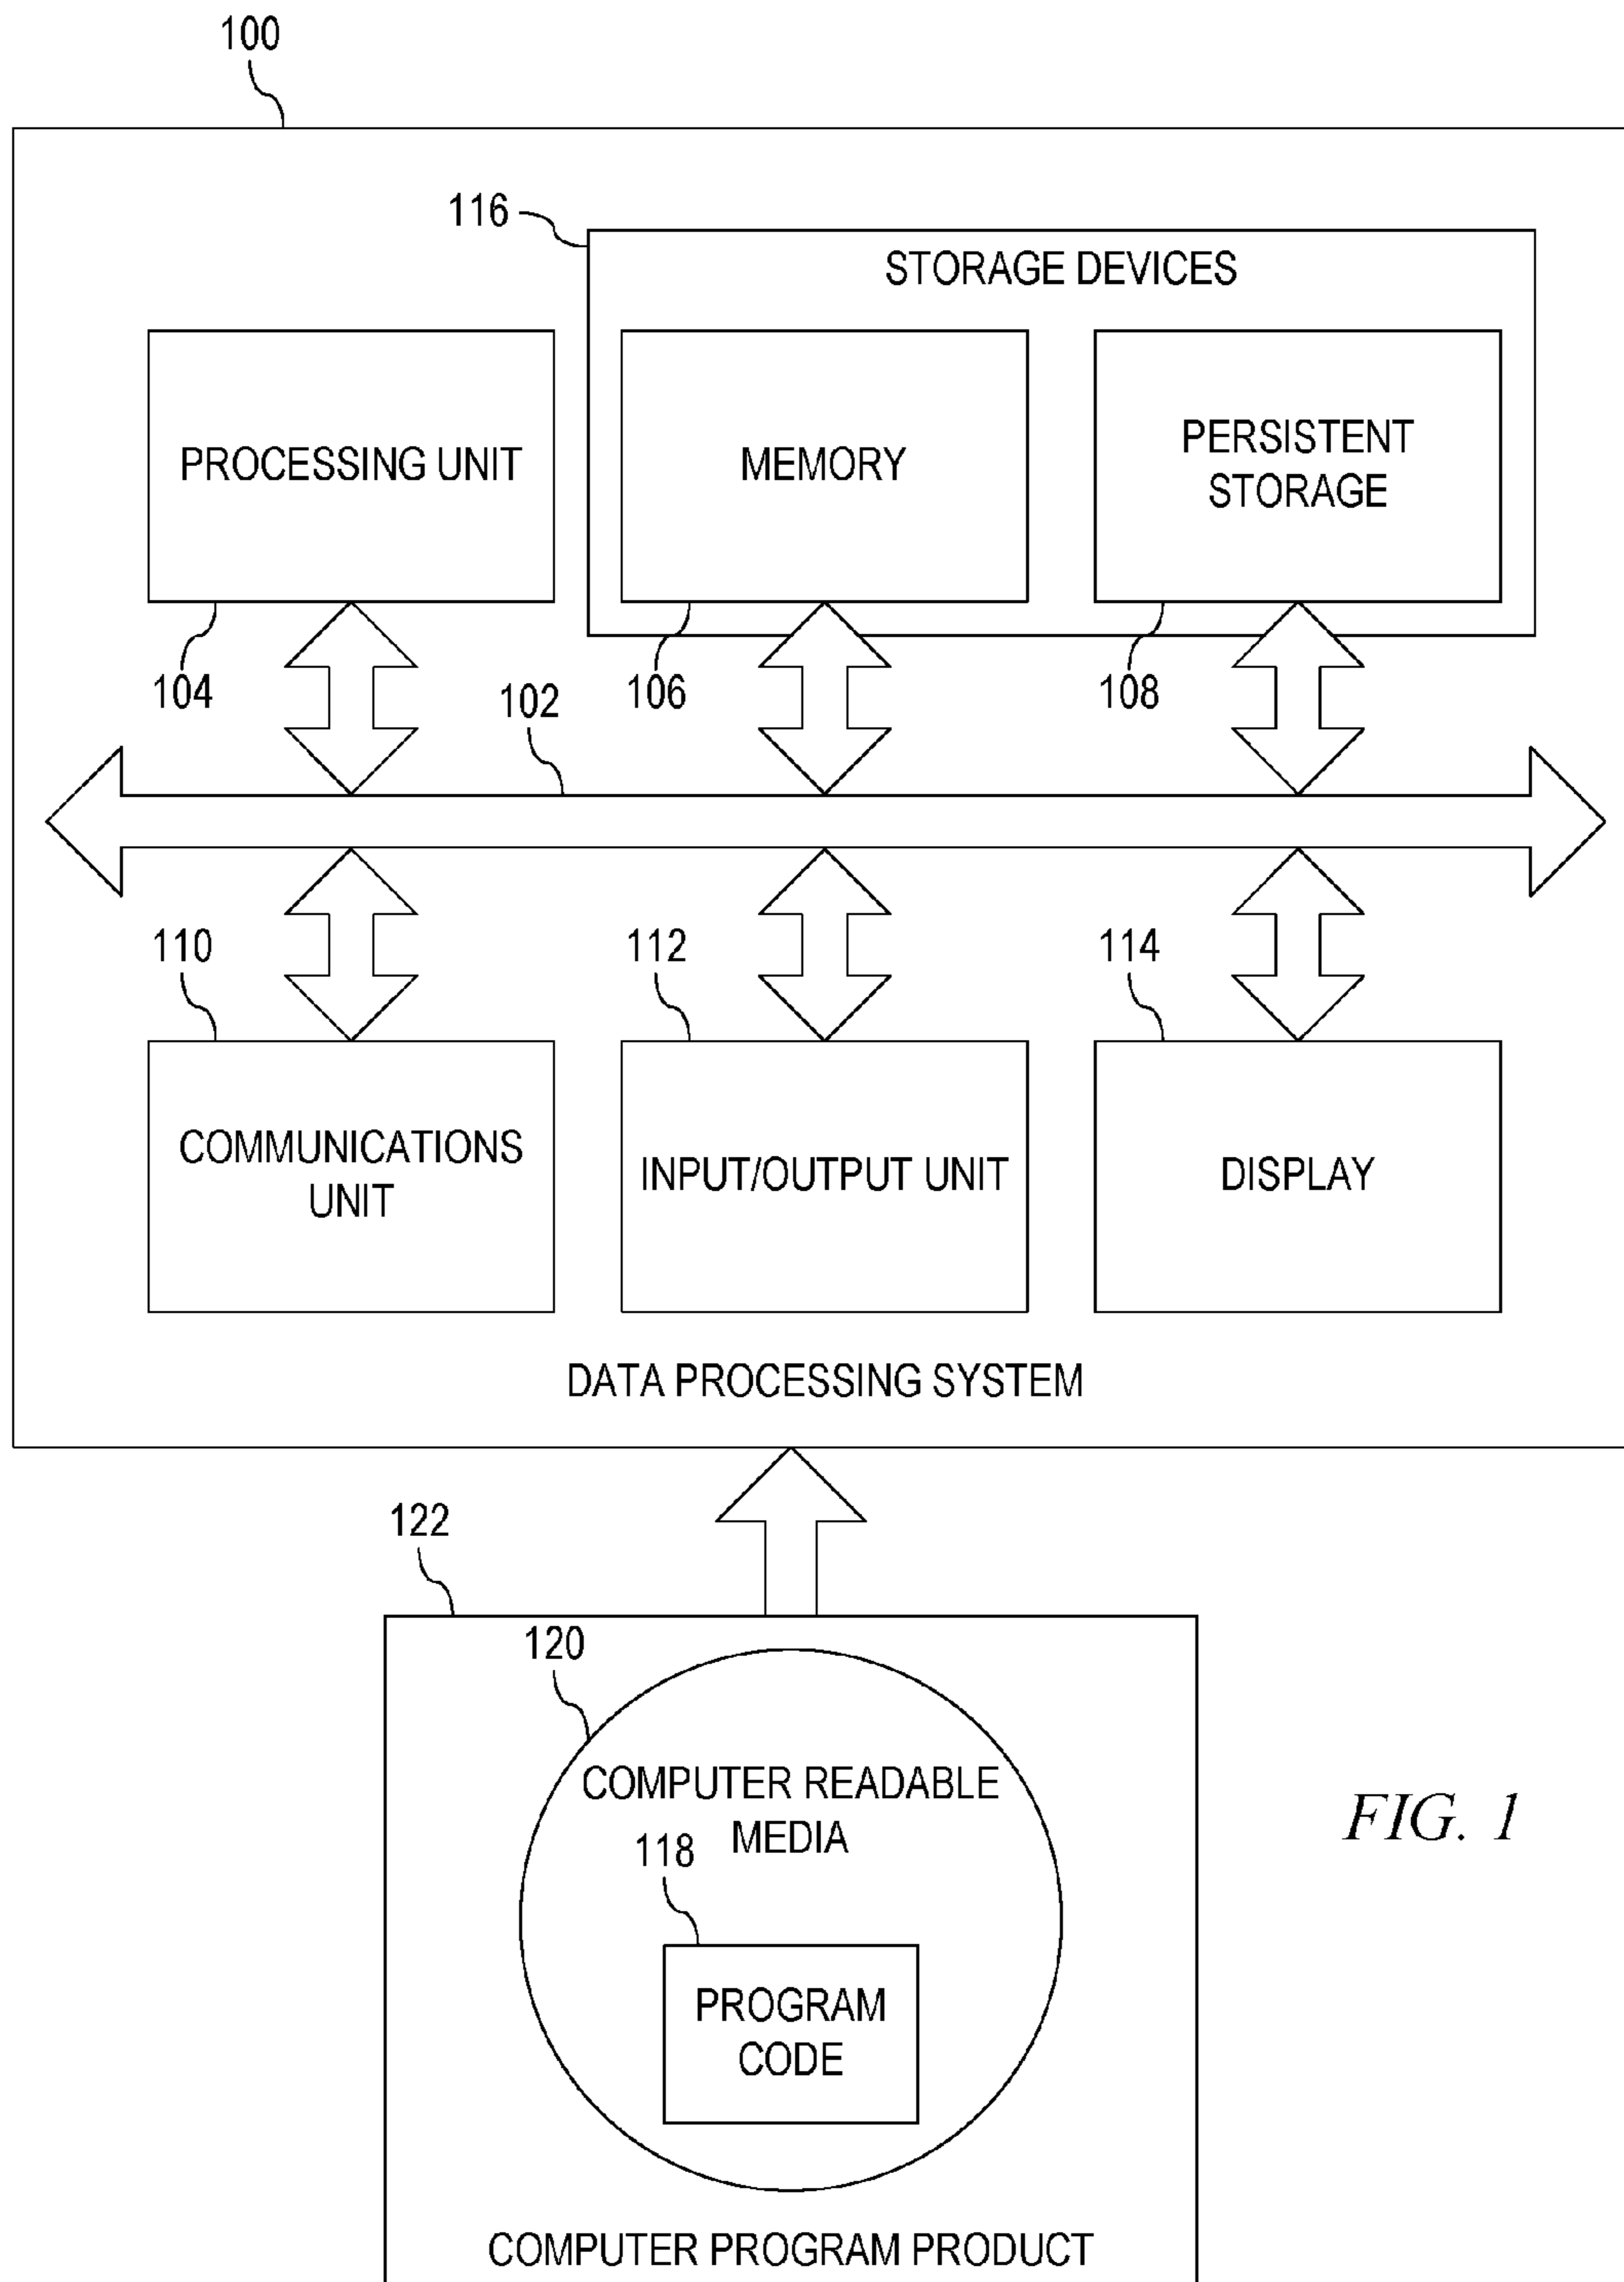 100
116
STORAGE DEVICES
PROCESSING UNIT
MEMORY
PERSISTENT
STORAGE
104
102
106
108
110
112
114
COMMUNICATIONS
UNIT
INPUT/OUTPUT UNIT
DISPLAY
DATA PROCESSING SYSTEM
122
120
COMPUTER READABLE
MEDIA
118
PROGRAM
CODE
COMPUTER PROGRAM PRODUCT
FIG. 1